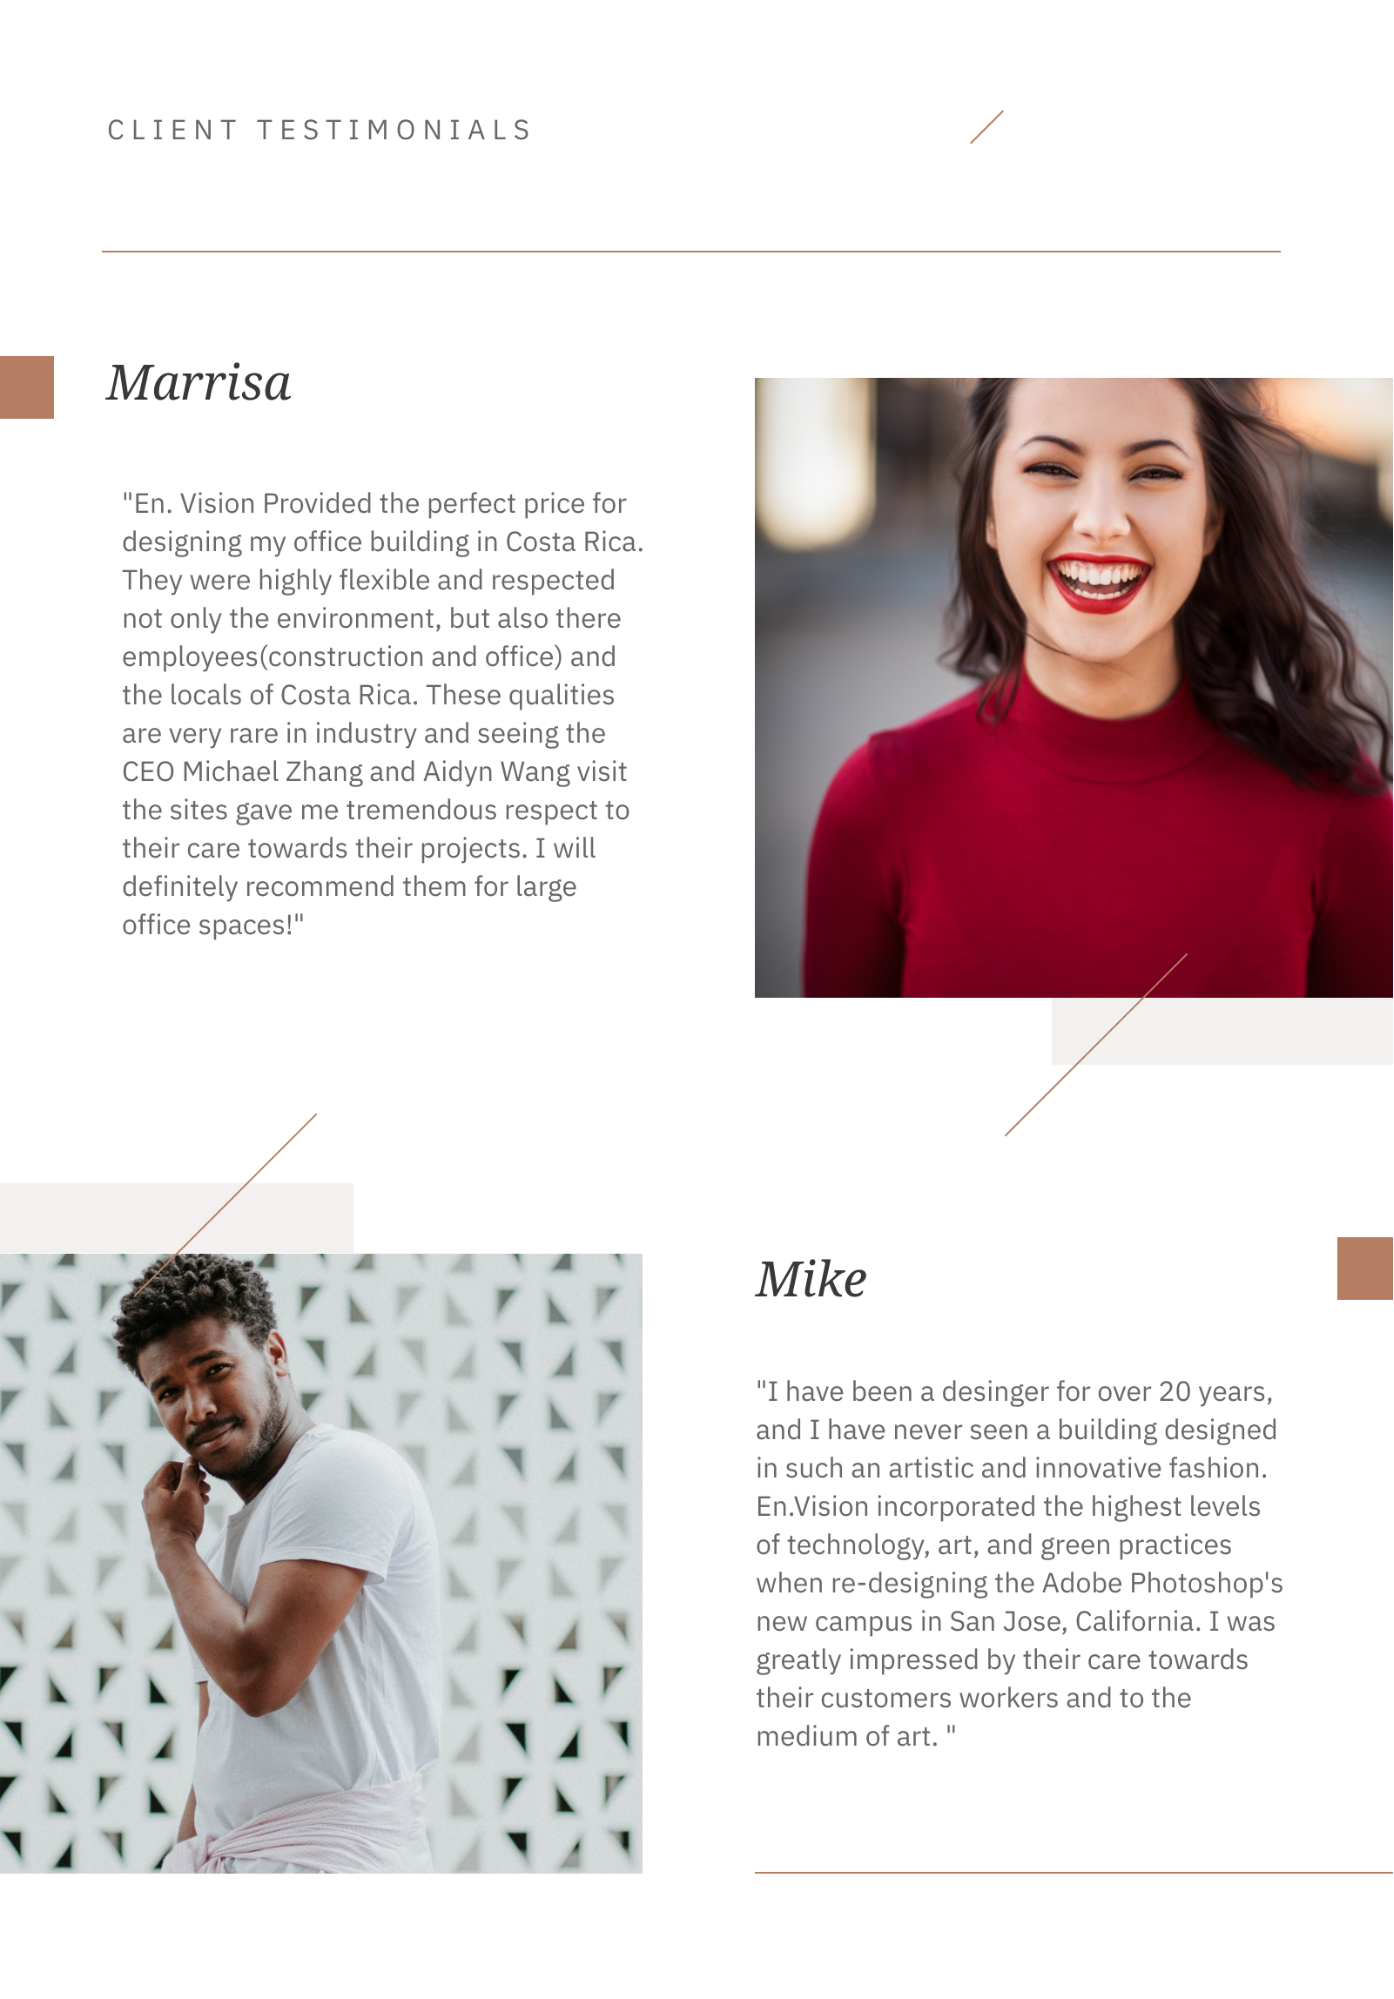 CLIENT TESTIMONIALS
Marrisa
"En. Vision Provided the perfect price for
designing my office building in Costa Rica.
They were highly flexible and respected
not only the environment, but also there
employees(construction and office) and
the locals of Costa Rica. These qualities
are very rare in industry and seeing the
CEO Michael Zhang and Aidyn Wang visit
the sites gave me tremendous respect to
their care towards their projects. I will
definitely recommend them for large
office spaces!"
Mike
"I have been a desinger for over 20 years,
and I have never seen a building designed
in such an artistic and innovative fashion.
En.Vision incorporated the highest levels
of technology, art, and green practices
when re-designing the Adobe Photoshop's
new campus in San Jose, California. I was
greatly impressed by their care towards
their customers workers and to the
medium of art. "